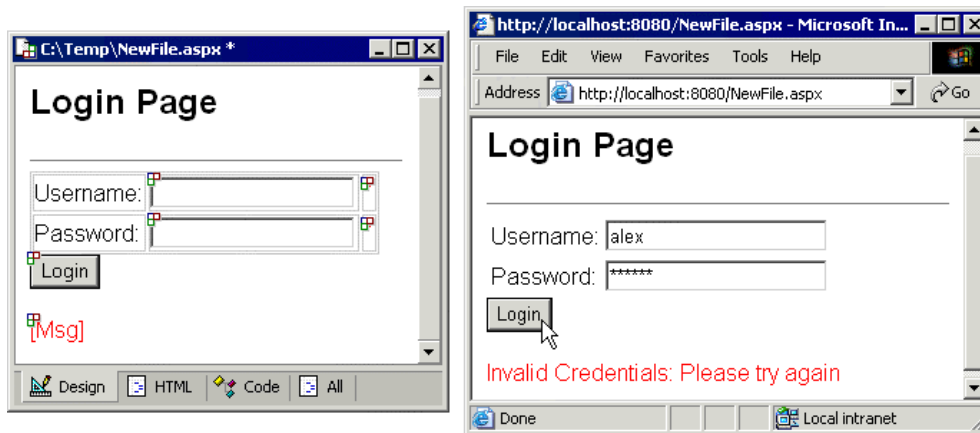 C:\Temp\NewFile.aspx *
Login Page
Username:
Password:
Login
[Msg]
Design HTML Code All
http://localhost:8080/NewFile.aspx - Microsoft In...
File Edit View Favorites Tools Help
Address http://localhost:8080/NewFile.aspx Go
Login Page
Username: alex
Password: ******
Login
Invalid Credentials: Please try again
Done Local intranet